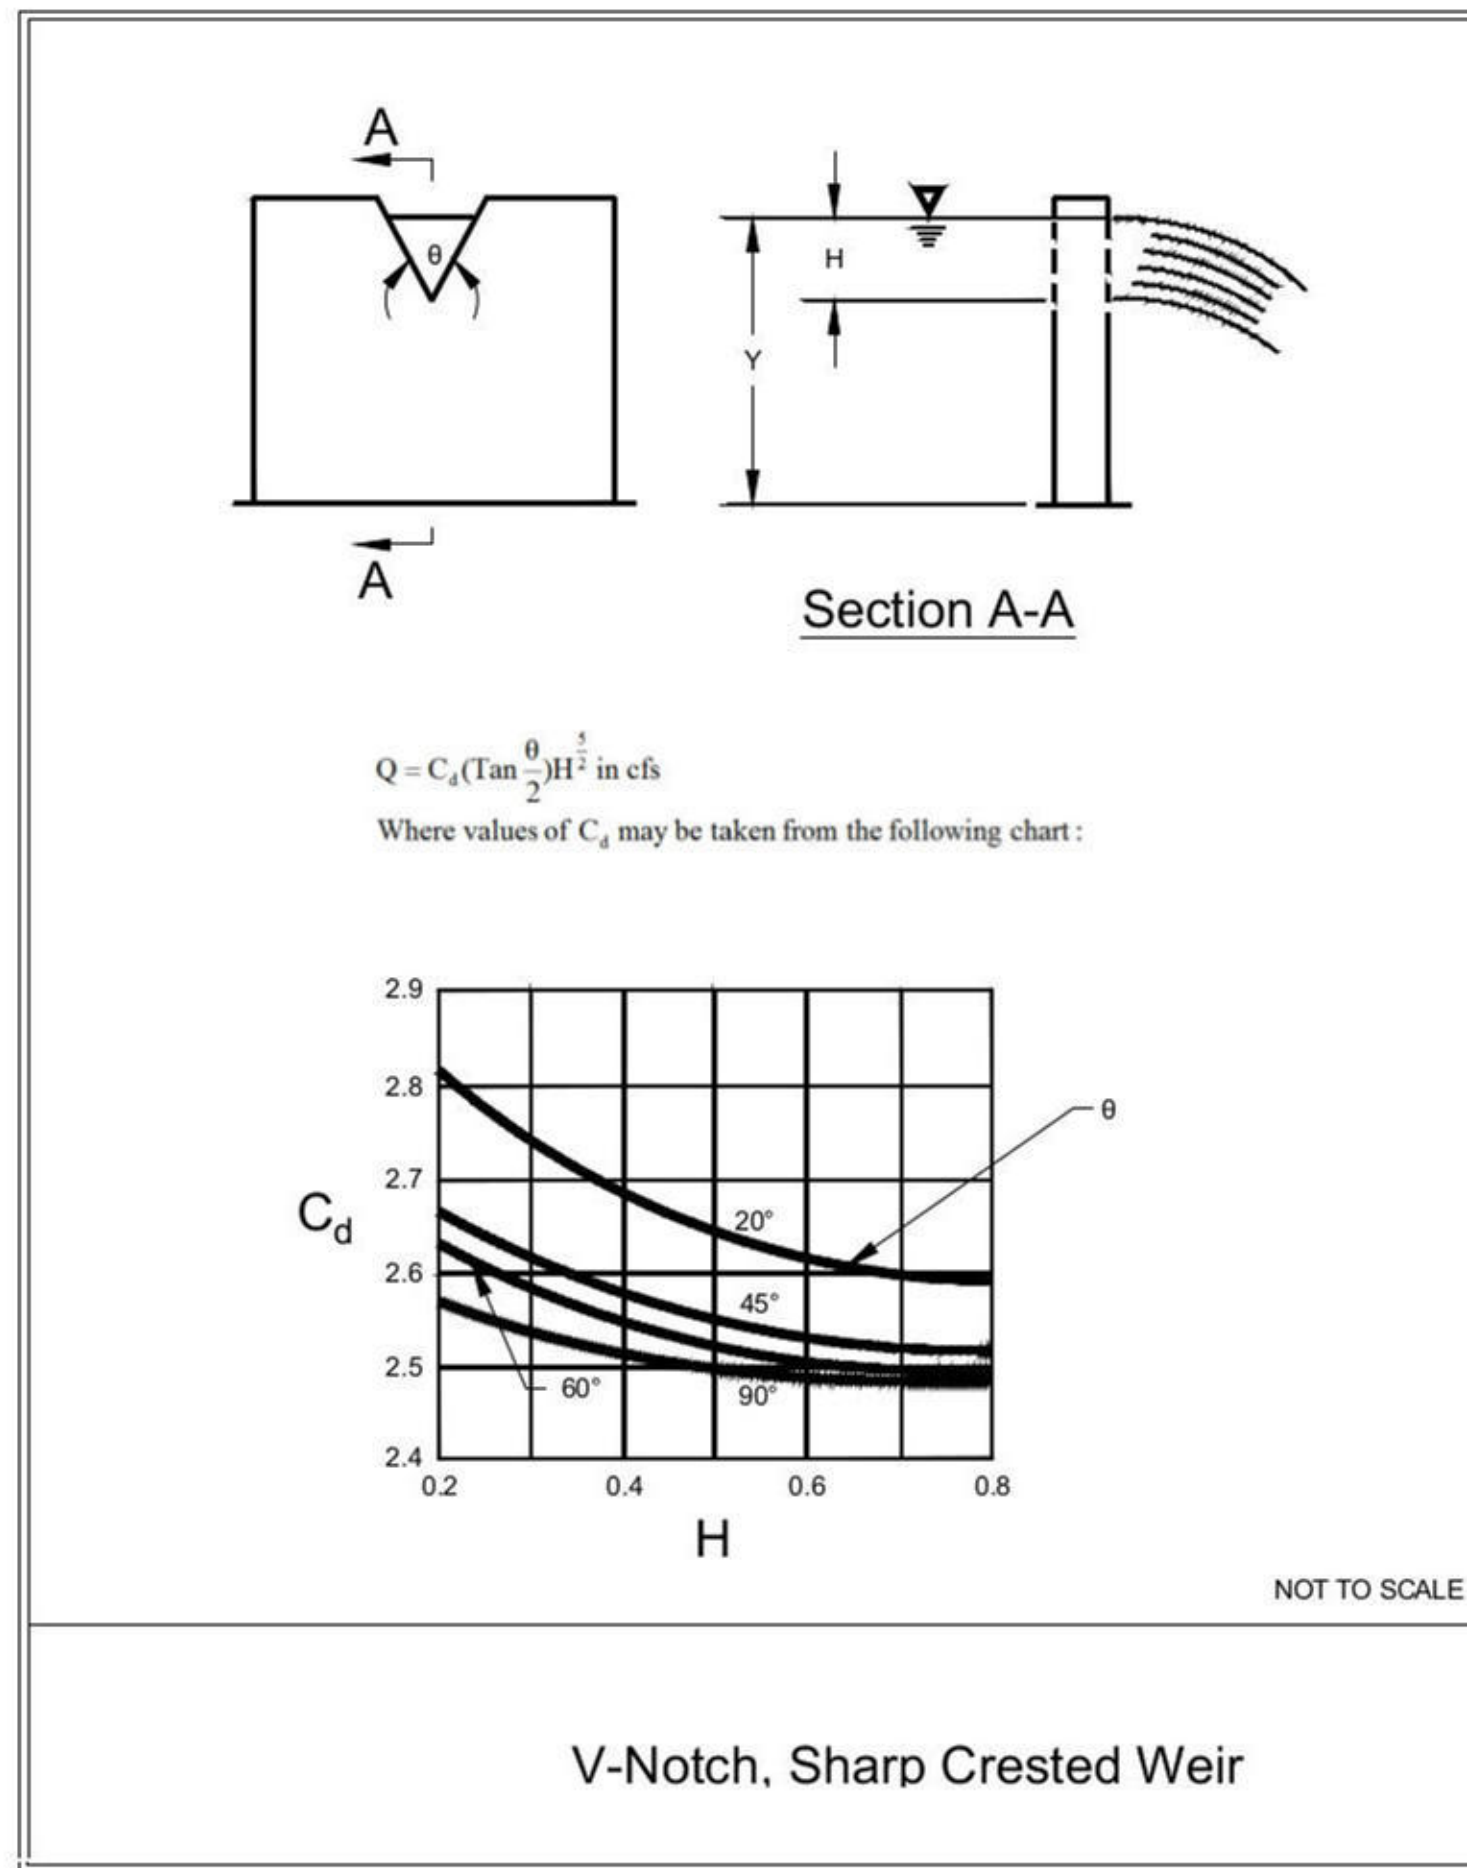 A
A
θ
H
Y
Section A-A
Q = C_d(Tan θ/2)H^{5/2} in cfs
Where values of C_d may be taken from the following chart :
2.9
2.8
2.7
2.6
2.5
2.4
C_d
θ
20°
45°
60°
90°
0.2 0.4 0.6 0.8
H
NOT TO SCALE
V-Notch, Sharp Crested Weir